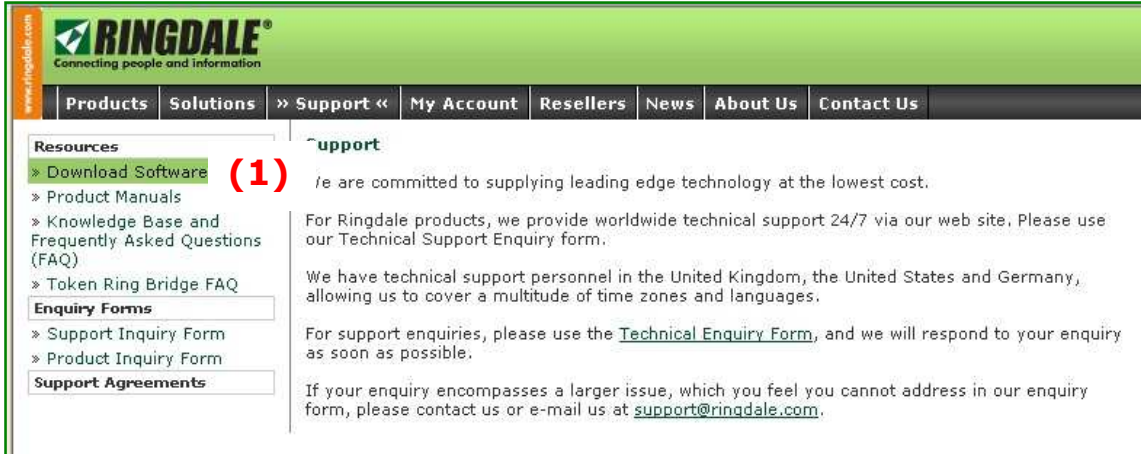 www.ringdale.com
RINGDALE®
Connecting people and information
Products Solutions » Support « My Account Resellers News About Us Contact Us
Resources
» Download Software
(1)
» Product Manuals
» Knowledge Base and
Frequently Asked Questions
(FAQ)
» Token Ring Bridge FAQ
Enquiry Forms
» Support Inquiry Form
» Product Inquiry Form
Support Agreements
upport
e are committed to supplying leading edge technology at the lowest cost.
For Ringdale products, we provide worldwide technical support 24/7 via our web site. Please use
our Technical Support Enquiry form.
We have technical support personnel in the United Kingdom, the United States and Germany,
allowing us to cover a multitude of time zones and languages.
For support enquiries, please use the Technical Enquiry Form, and we will respond to your enquiry
as soon as possible.
If your enquiry encompasses a larger issue, which you feel you cannot address in our enquiry
form, please contact us or e-mail us at support@ringdale.com.